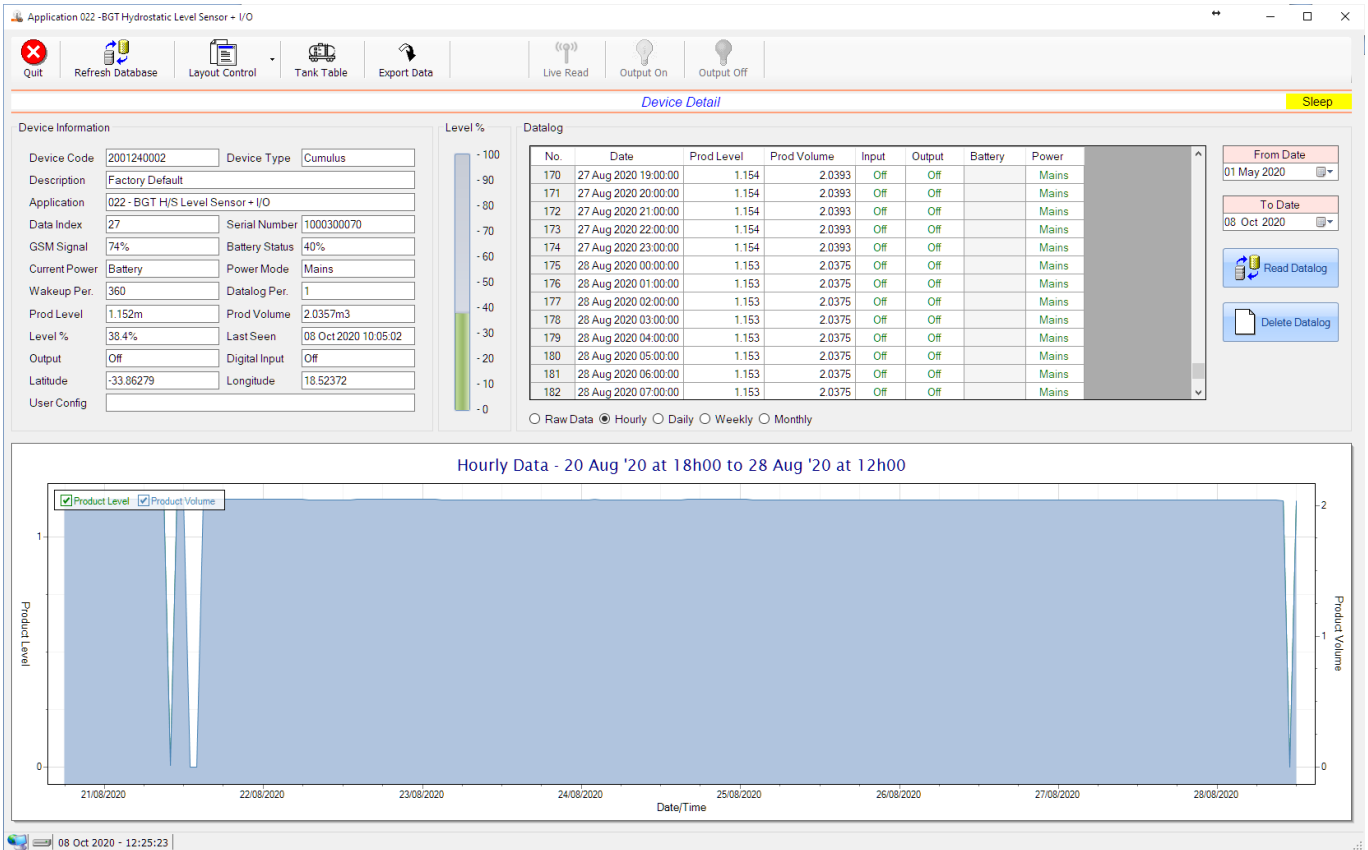 Application 022 -BGT Hydrostatic Level Sensor + I/O
Quit Refresh Database Layout Control Tank Table Export Data Live Read Output On Output Off
Device Detail Sleep
Device Information
Device Code 2001240002 Device Type Cumulus
Description Factory Default
Application 022 - BGT H/S Level Sensor + I/O
Data Index 27 Serial Number 1000300070
GSM Signal 74% Battery Status 40%
Current Power Battery Power Mode Mains
Wakeup Per. 360 Datalog Per. 1
Prod Level 1.152m Prod Volume 2.0357m3
Level % 38.4% Last Seen 08 Oct 2020 10:05:02
Output Off Digital Input Off
Latitude -33.86279 Longitude 18.52372
User Config
Level %
- 100
- 90
- 80
- 70
- 60
- 50
- 40
- 30
- 20
- 10
- 0
Datalog
No. Date Prod Level Prod Volume Input Output Battery Power
170 27 Aug 2020 19:00:00 1.154 2.0393 Off Off Mains
171 27 Aug 2020 20:00:00 1.154 2.0393 Off Off Mains
172 27 Aug 2020 21:00:00 1.154 2.0393 Off Off Mains
173 27 Aug 2020 22:00:00 1.154 2.0393 Off Off Mains
174 27 Aug 2020 23:00:00 1.154 2.0393 Off Off Mains
175 28 Aug 2020 00:00:00 1.153 2.0375 Off Off Mains
176 28 Aug 2020 01:00:00 1.153 2.0375 Off Off Mains
177 28 Aug 2020 02:00:00 1.153 2.0375 Off Off Mains
178 28 Aug 2020 03:00:00 1.153 2.0375 Off Off Mains
179 28 Aug 2020 04:00:00 1.153 2.0375 Off Off Mains
180 28 Aug 2020 05:00:00 1.153 2.0375 Off Off Mains
181 28 Aug 2020 06:00:00 1.153 2.0375 Off Off Mains
182 28 Aug 2020 07:00:00 1.153 2.0375 Off Off Mains
Raw Data Hourly Daily Weekly Monthly
From Date
01 May 2020
To Date
08 Oct 2020
Read Datalog
Delete Datalog
Hourly Data - 20 Aug '20 at 18h00 to 28 Aug '20 at 12h00
Product Level Product Volume
1
0
Product Level
2
1
0
Product Volume
21/08/2020 22/08/2020 23/08/2020 24/08/2020 25/08/2020 26/08/2020 27/08/2020 28/08/2020
Date/Time
08 Oct 2020 - 12:25:23